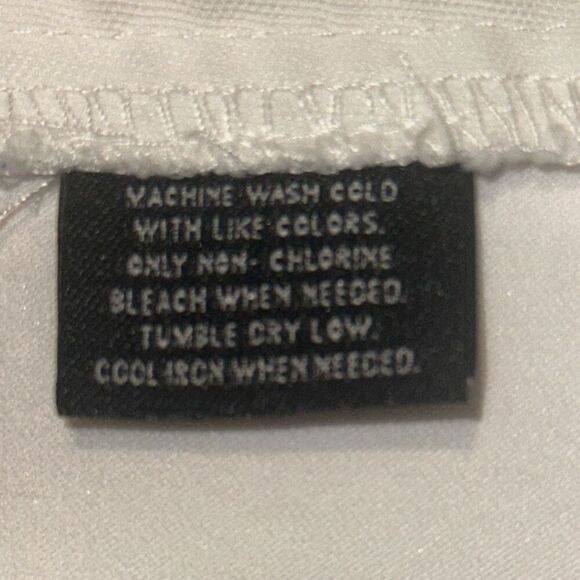 MACHINE WASH COLD
WITH LIKE COLORS.
ONLY NON- CHLORINE
BLEACH WHEN NEEDED.
TUMBLE DRY LOW.
COOL IRON WHEN NEEDED.